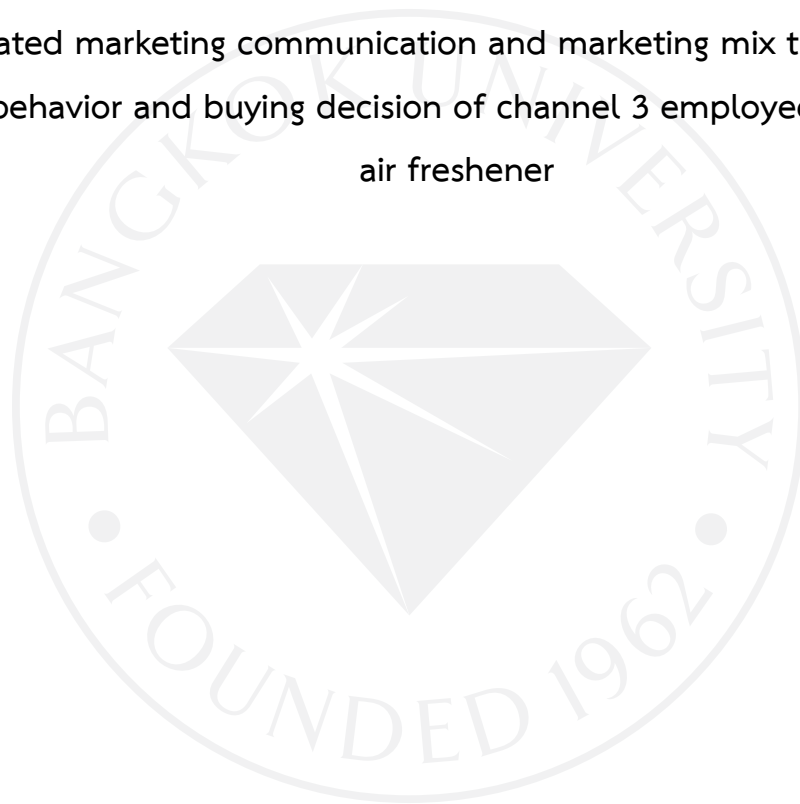 ated marketing communication and marketing mix t
behavior and buying decision of channel 3 employe
air freshener
BANGKOK UNIVERSITY
• FOUNDED 1962 •